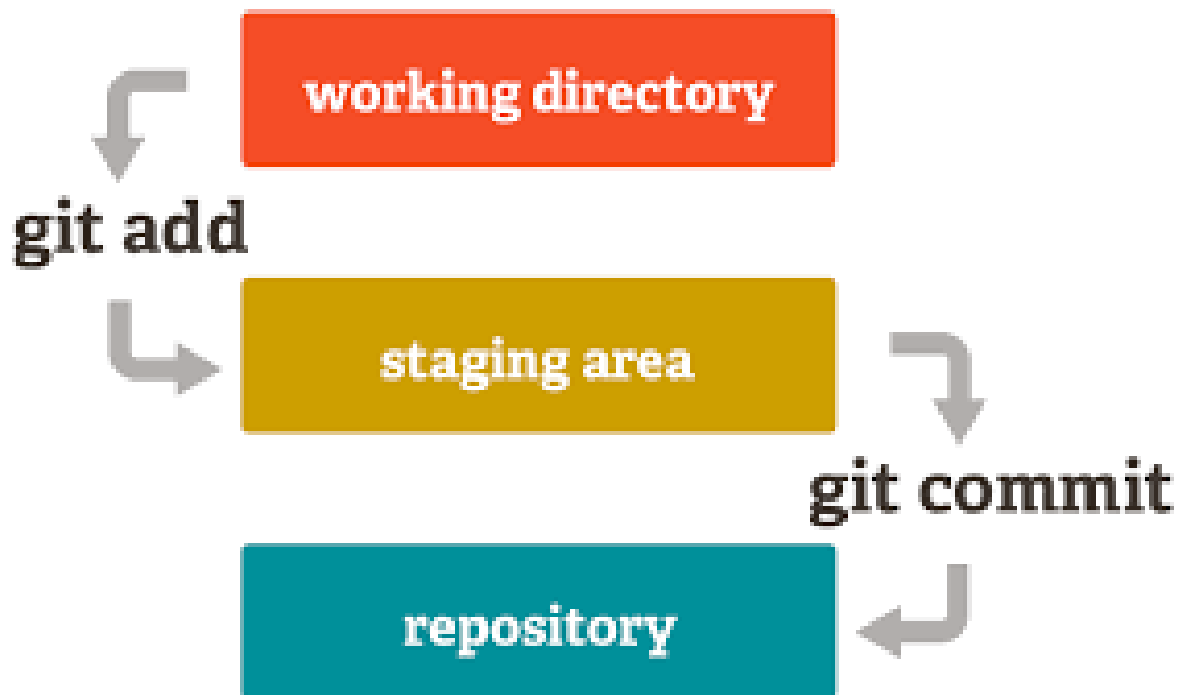 working directory
git add
staging area
git commit
repository